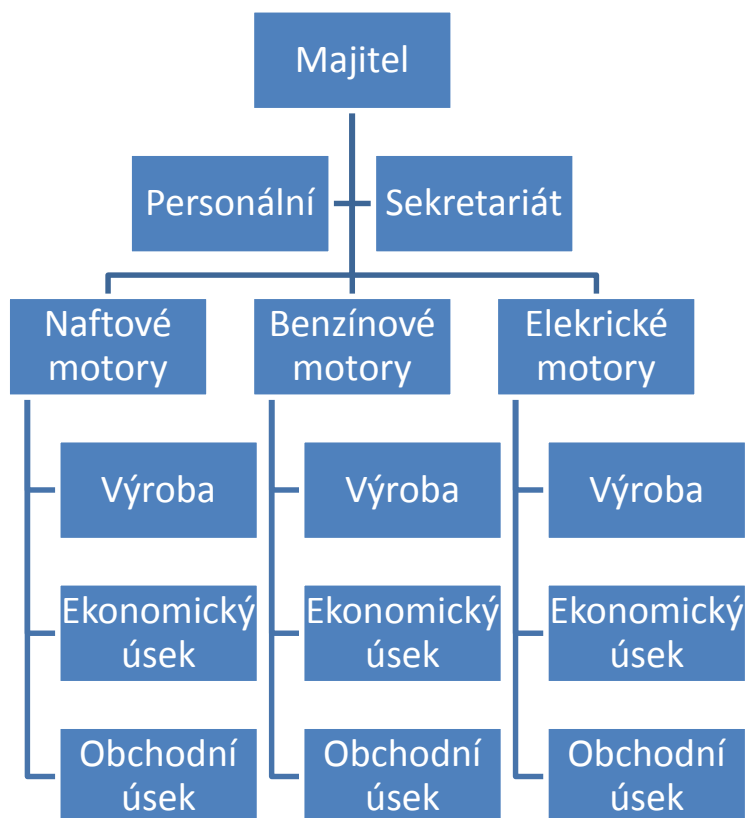 Majitel
Personální
Sekretariát
Naftové
motory
Benzínové
motory
Elekrické
motory
Výroba
Výroba
Výroba
Ekonomický
úsek
Ekonomický
úsek
Ekonomický
úsek
Obchodní
úsek
Obchodní
úsek
Obchodní
úsek